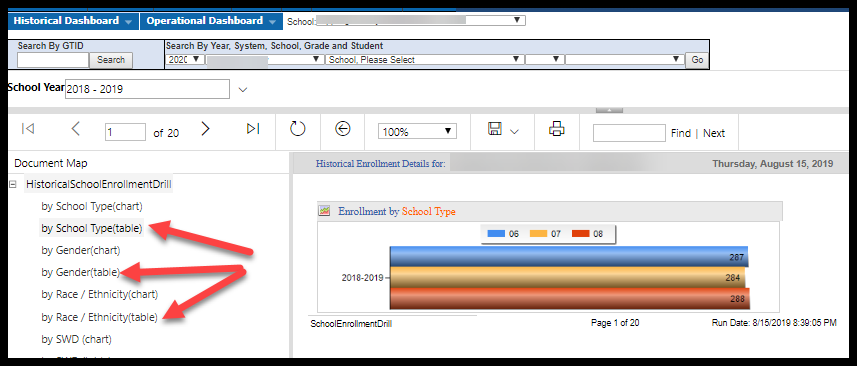 Historical Dashboard Operational Dashboard School:
Search By GTID Search By Year, System, School, Grade and Student
Search 2020 School, Please Select Go
School Year 2018 - 2019
1 of 20 100% Find | Next
Document Map
HistoricalSchoolEnrollmentDrill
by School Type(chart)
by School Type(table)
by Gender(chart)
by Gender(table)
by Race / Ethnicity(chart)
by Race / Ethnicity(table)
by SWD (chart)
Historical Enrollment Details for: Thursday, August 15, 2019
Enrollment by School Type
06 07 08
287
2018-2019 284
288
SchoolEnrollmentDrill Page 1 of 20 Run Date: 8/15/2019 8:39:05 PM